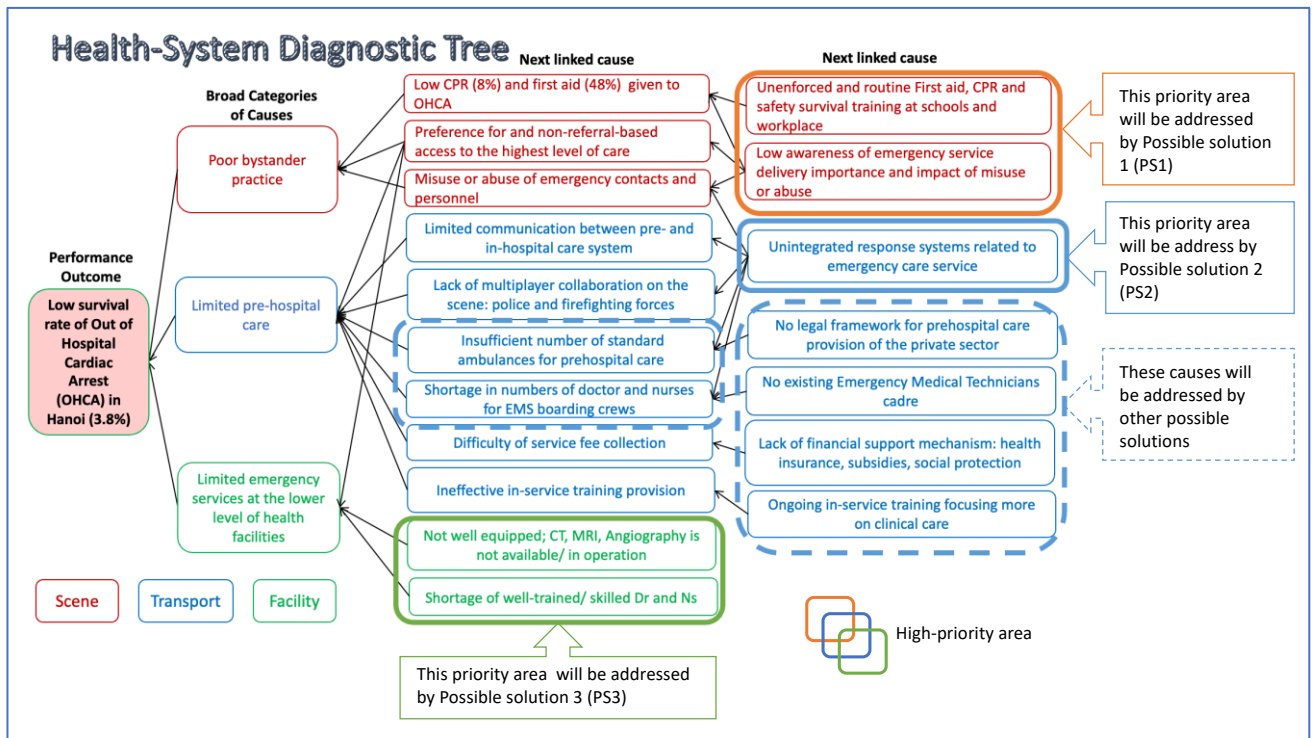 Health-System Diagnostic Tree
Next linked cause
Next linked cause
Broad Categories
of Causes
Performance
Outcome
Low survival
rate of Out of
Hospital
Cardiac
Arrest
(OHCA) in
Hanoi (3.8%)
Poor bystander
practice
Limited pre-hospital
care
Limited emergency
services at the lower
level of health
facilities
Low CPR (8%) and first aid (48%) given to
OHCA
Preference for and non-referral-based
access to the highest level of care
Misuse or abuse of emergency contacts and
personnel
Limited communication between pre- and
in-hospital care system
Lack of multiplayer collaboration on the
scene: police and firefighting forces
Insufficient number of standard
ambulances for prehospital care
Shortage in numbers of doctor and nurses
for EMS boarding crews
Difficulty of service fee collection
Ineffective in-service training provision
Not well equipped; CT, MRI, Angiography is
not available/ in operation
Shortage of well-trained/ skilled Dr and Ns
Unenforced and routine First aid, CPR and
safety survival training at schools and
workplace
Low awareness of emergency service
delivery importance and impact of misuse
or abuse
Unintegrated response systems related to
emergency care service
No legal framework for prehospital care
provision of the private sector
No existing Emergency Medical Technicians
cadre
Lack of financial support mechanism: health
insurance, subsidies, social protection
Ongoing in-service training focusing more
on clinical care
This priority area
will be addressed
by Possible solution
1 (PS1)
This priority area
will be address by
Possible solution 2
(PS2)
These causes will
be addressed by
other possible
solutions
Scene
Transport
Facility
This priority area will be addressed
by Possible solution 3 (PS3)
High-priority area